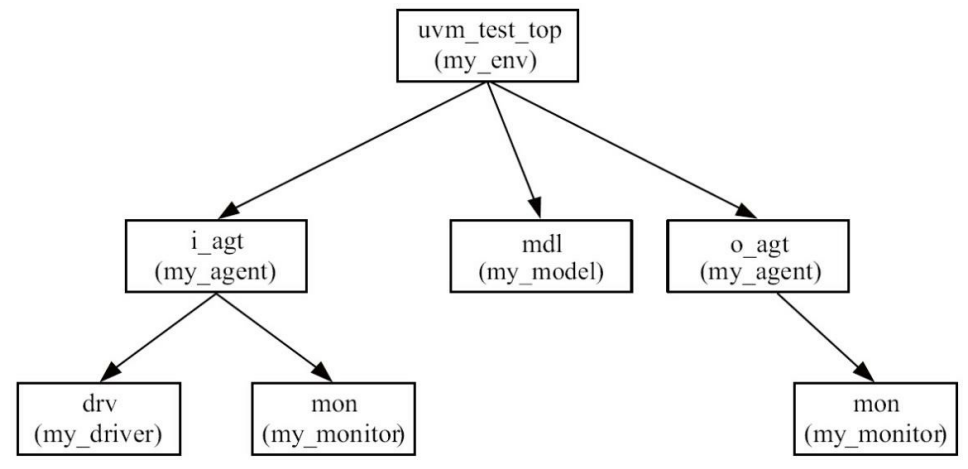 uvm_test_top
(my_env)
i_agt
(my_agent)
mdl
(my_model)
o_agt
(my_agent)
drv
(my_driver)
mon
(my_monitor)
mon
(my_monitor)